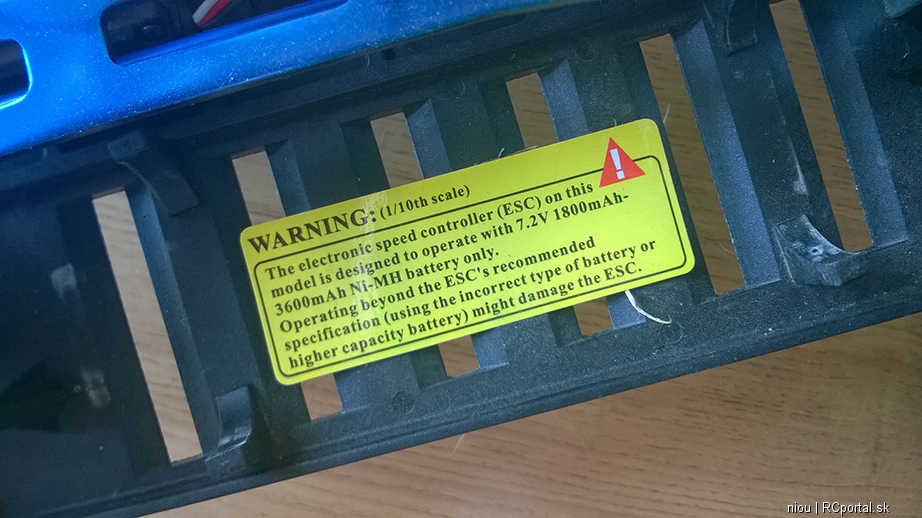 WARNING: (1/10th scale)
The electronic speed controller (ESC) on this
model is designed to operate with 7.2V 1800mAh-
3600mAh Ni-MH battery only.
Operating beyond the ESC's recommended
specification (using the incorrect type of battery or
higher capacity battery) might damage the ESC.
!
niou | RCportal.sk